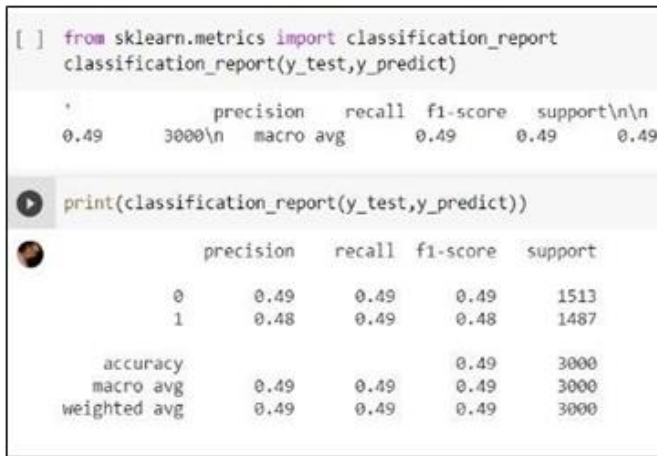 [ ] from sklearn.metrics import classification_report
classification_report(y_test,y_predict)
' precision recall f1-score support\n\n
0.49 3000\n macro avg 0.49 0.49 0.49
print(classification_report(y_test,y_predict))
precision recall f1-score support
0 0.49 0.49 0.49 1513
1 0.48 0.49 0.48 1487
accuracy 0.49 3000
macro avg 0.49 0.49 0.49 3000
weighted avg 0.49 0.49 0.49 3000